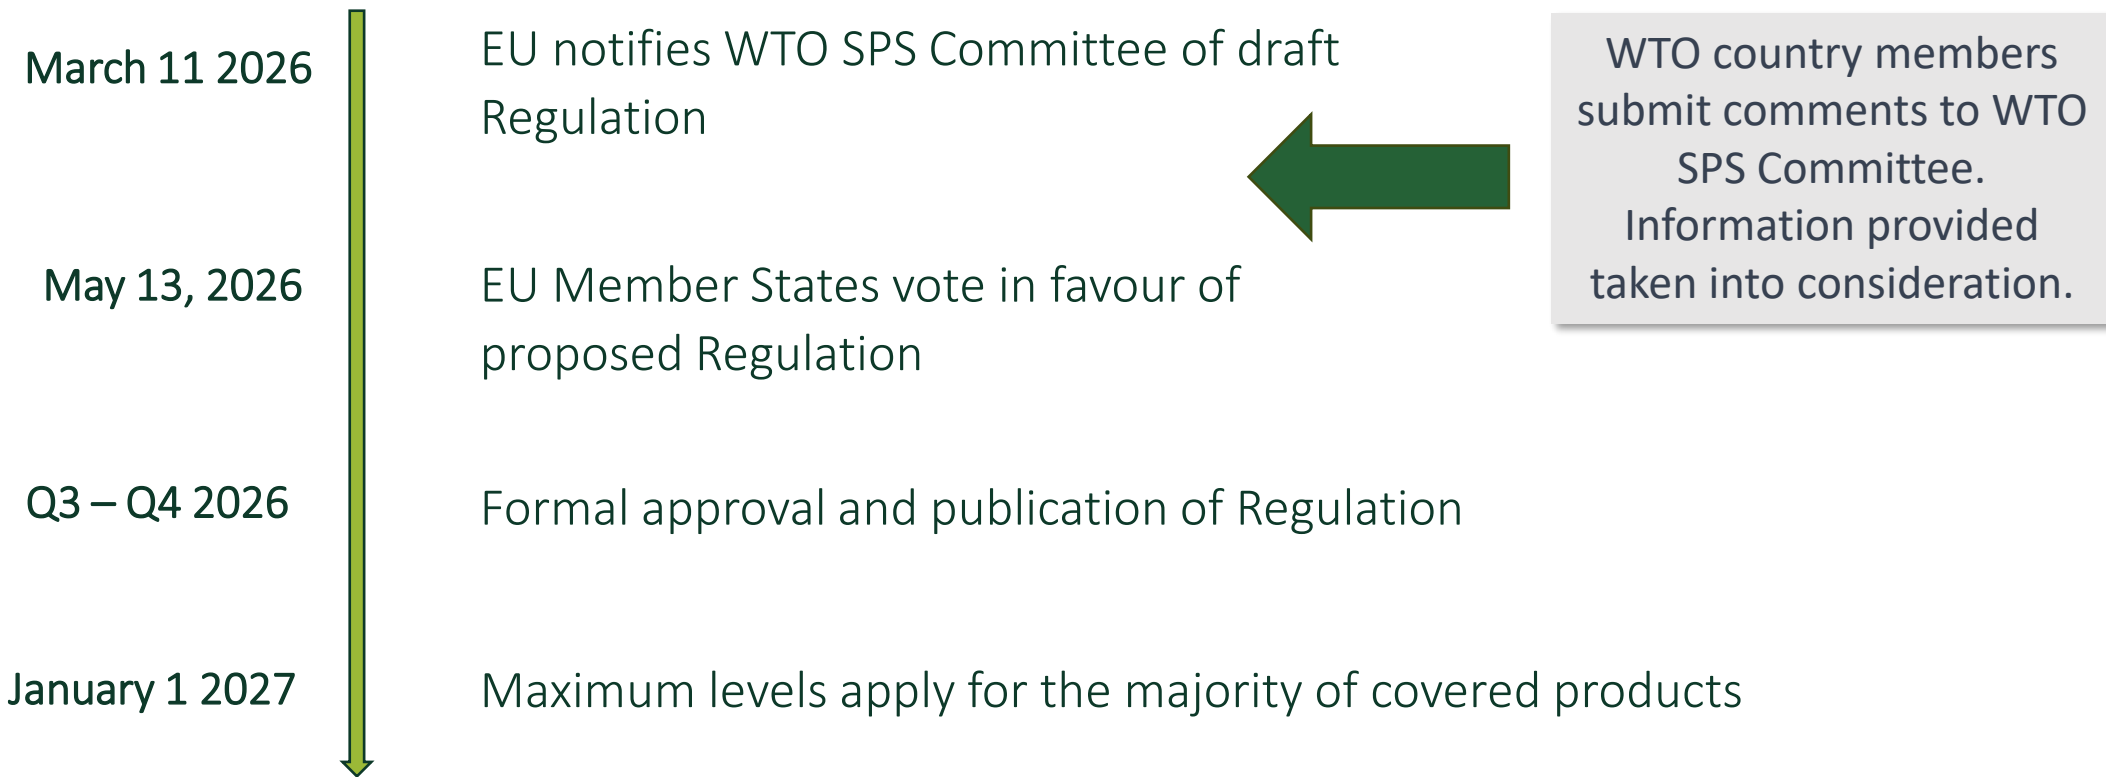 March 11 2026
EU notifies WTO SPS Committee of draft
Regulation
WTO country members
submit comments to WTO
SPS Committee.
Information provided
taken into consideration.
May 13, 2026
EU Member States vote in favour of
proposed Regulation
Q3 – Q4 2026
Formal approval and publication of Regulation
January 1 2027
Maximum levels apply for the majority of covered products